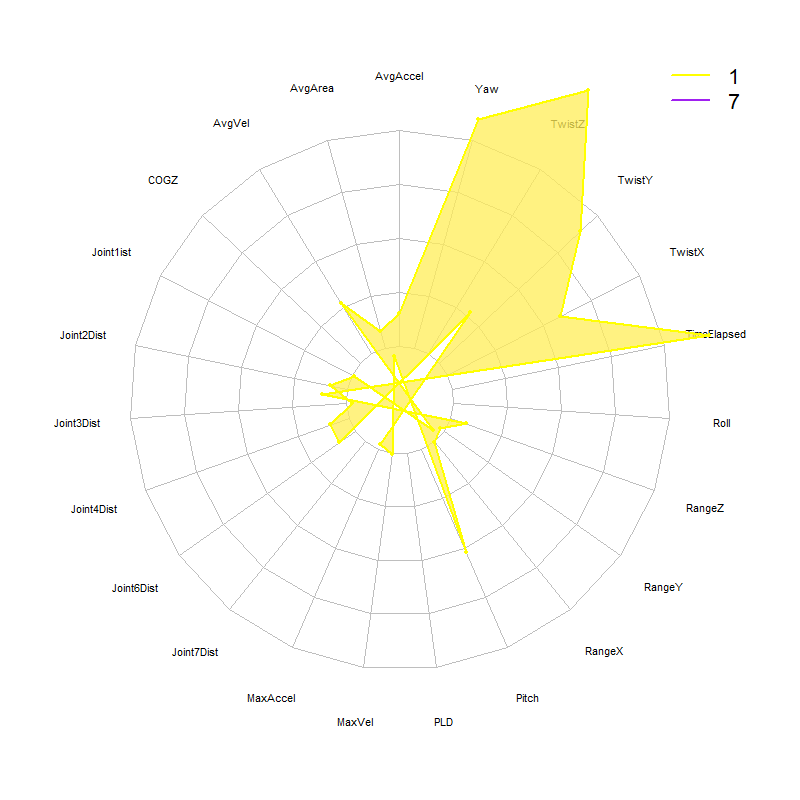 1
7
AvgAccel
Yaw
AvgArea
TwistZ
AvgVel
COGZ
TwistY
Joint1ist
TwistX
Joint2Dist
TimeElapsed
Joint3Dist
Roll
Joint4Dist
RangeZ
Joint6Dist
RangeY
Joint7Dist
RangeX
MaxAccel
Pitch
MaxVel
PLD